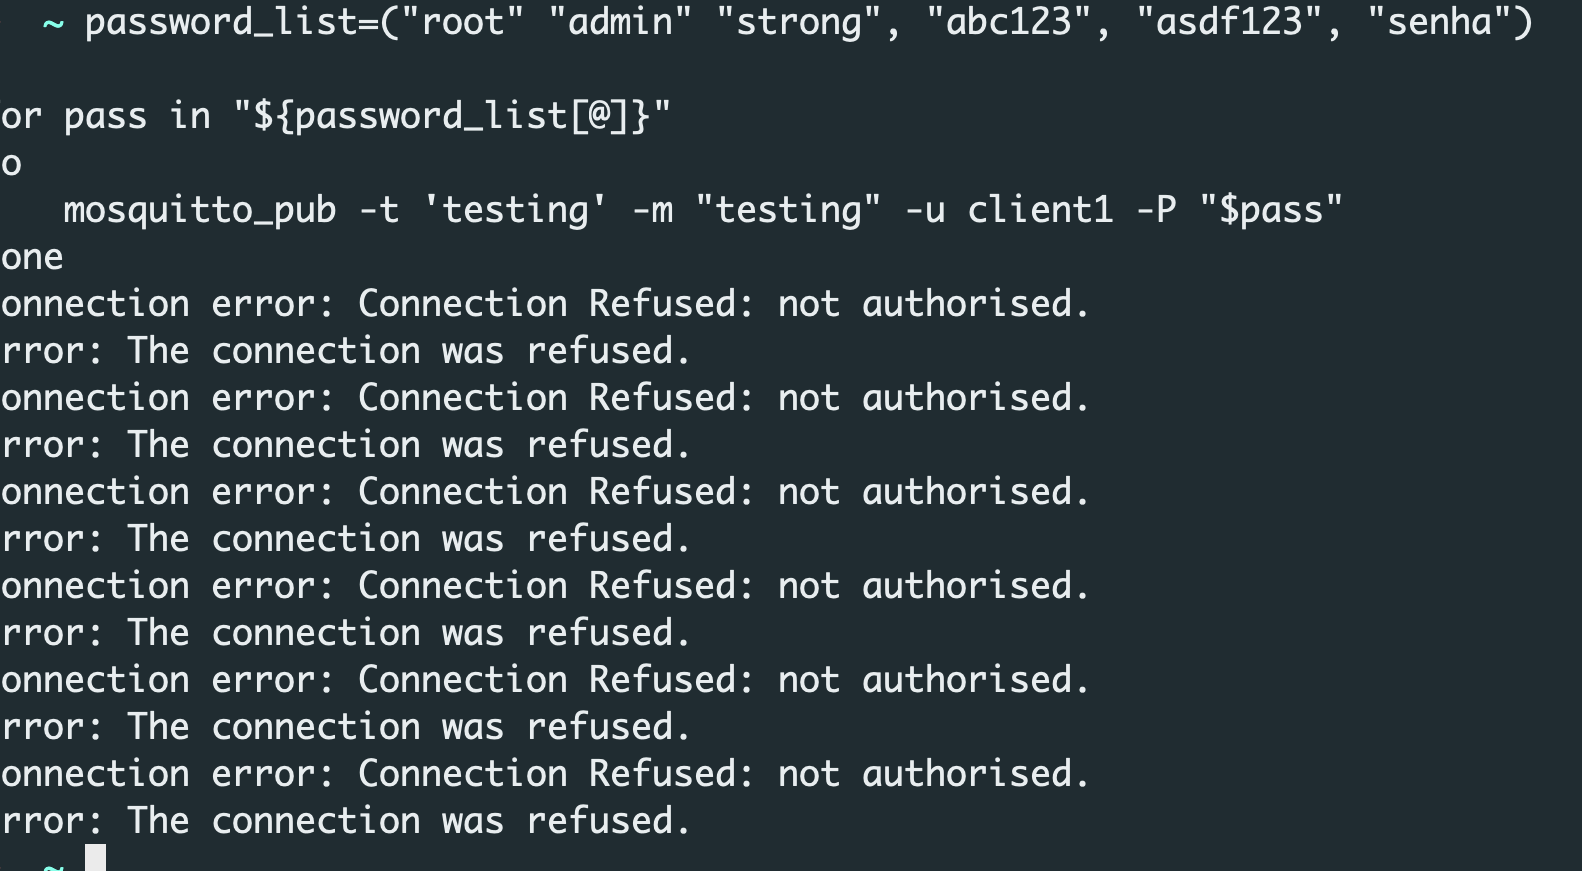 ~ password_list=("root" "admin" "strong", "abc123", "asdf123", "senha")
or pass in "${password_list[@]}"
o
mosquitto_pub -t 'testing' -m "testing" -u client1 -P "$pass"
one
onnection error: Connection Refused: not authorised.
rror: The connection was refused.
onnection error: Connection Refused: not authorised.
rror: The connection was refused.
onnection error: Connection Refused: not authorised.
rror: The connection was refused.
onnection error: Connection Refused: not authorised.
rror: The connection was refused.
onnection error: Connection Refused: not authorised.
rror: The connection was refused.
onnection error: Connection Refused: not authorised.
rror: The connection was refused.
~